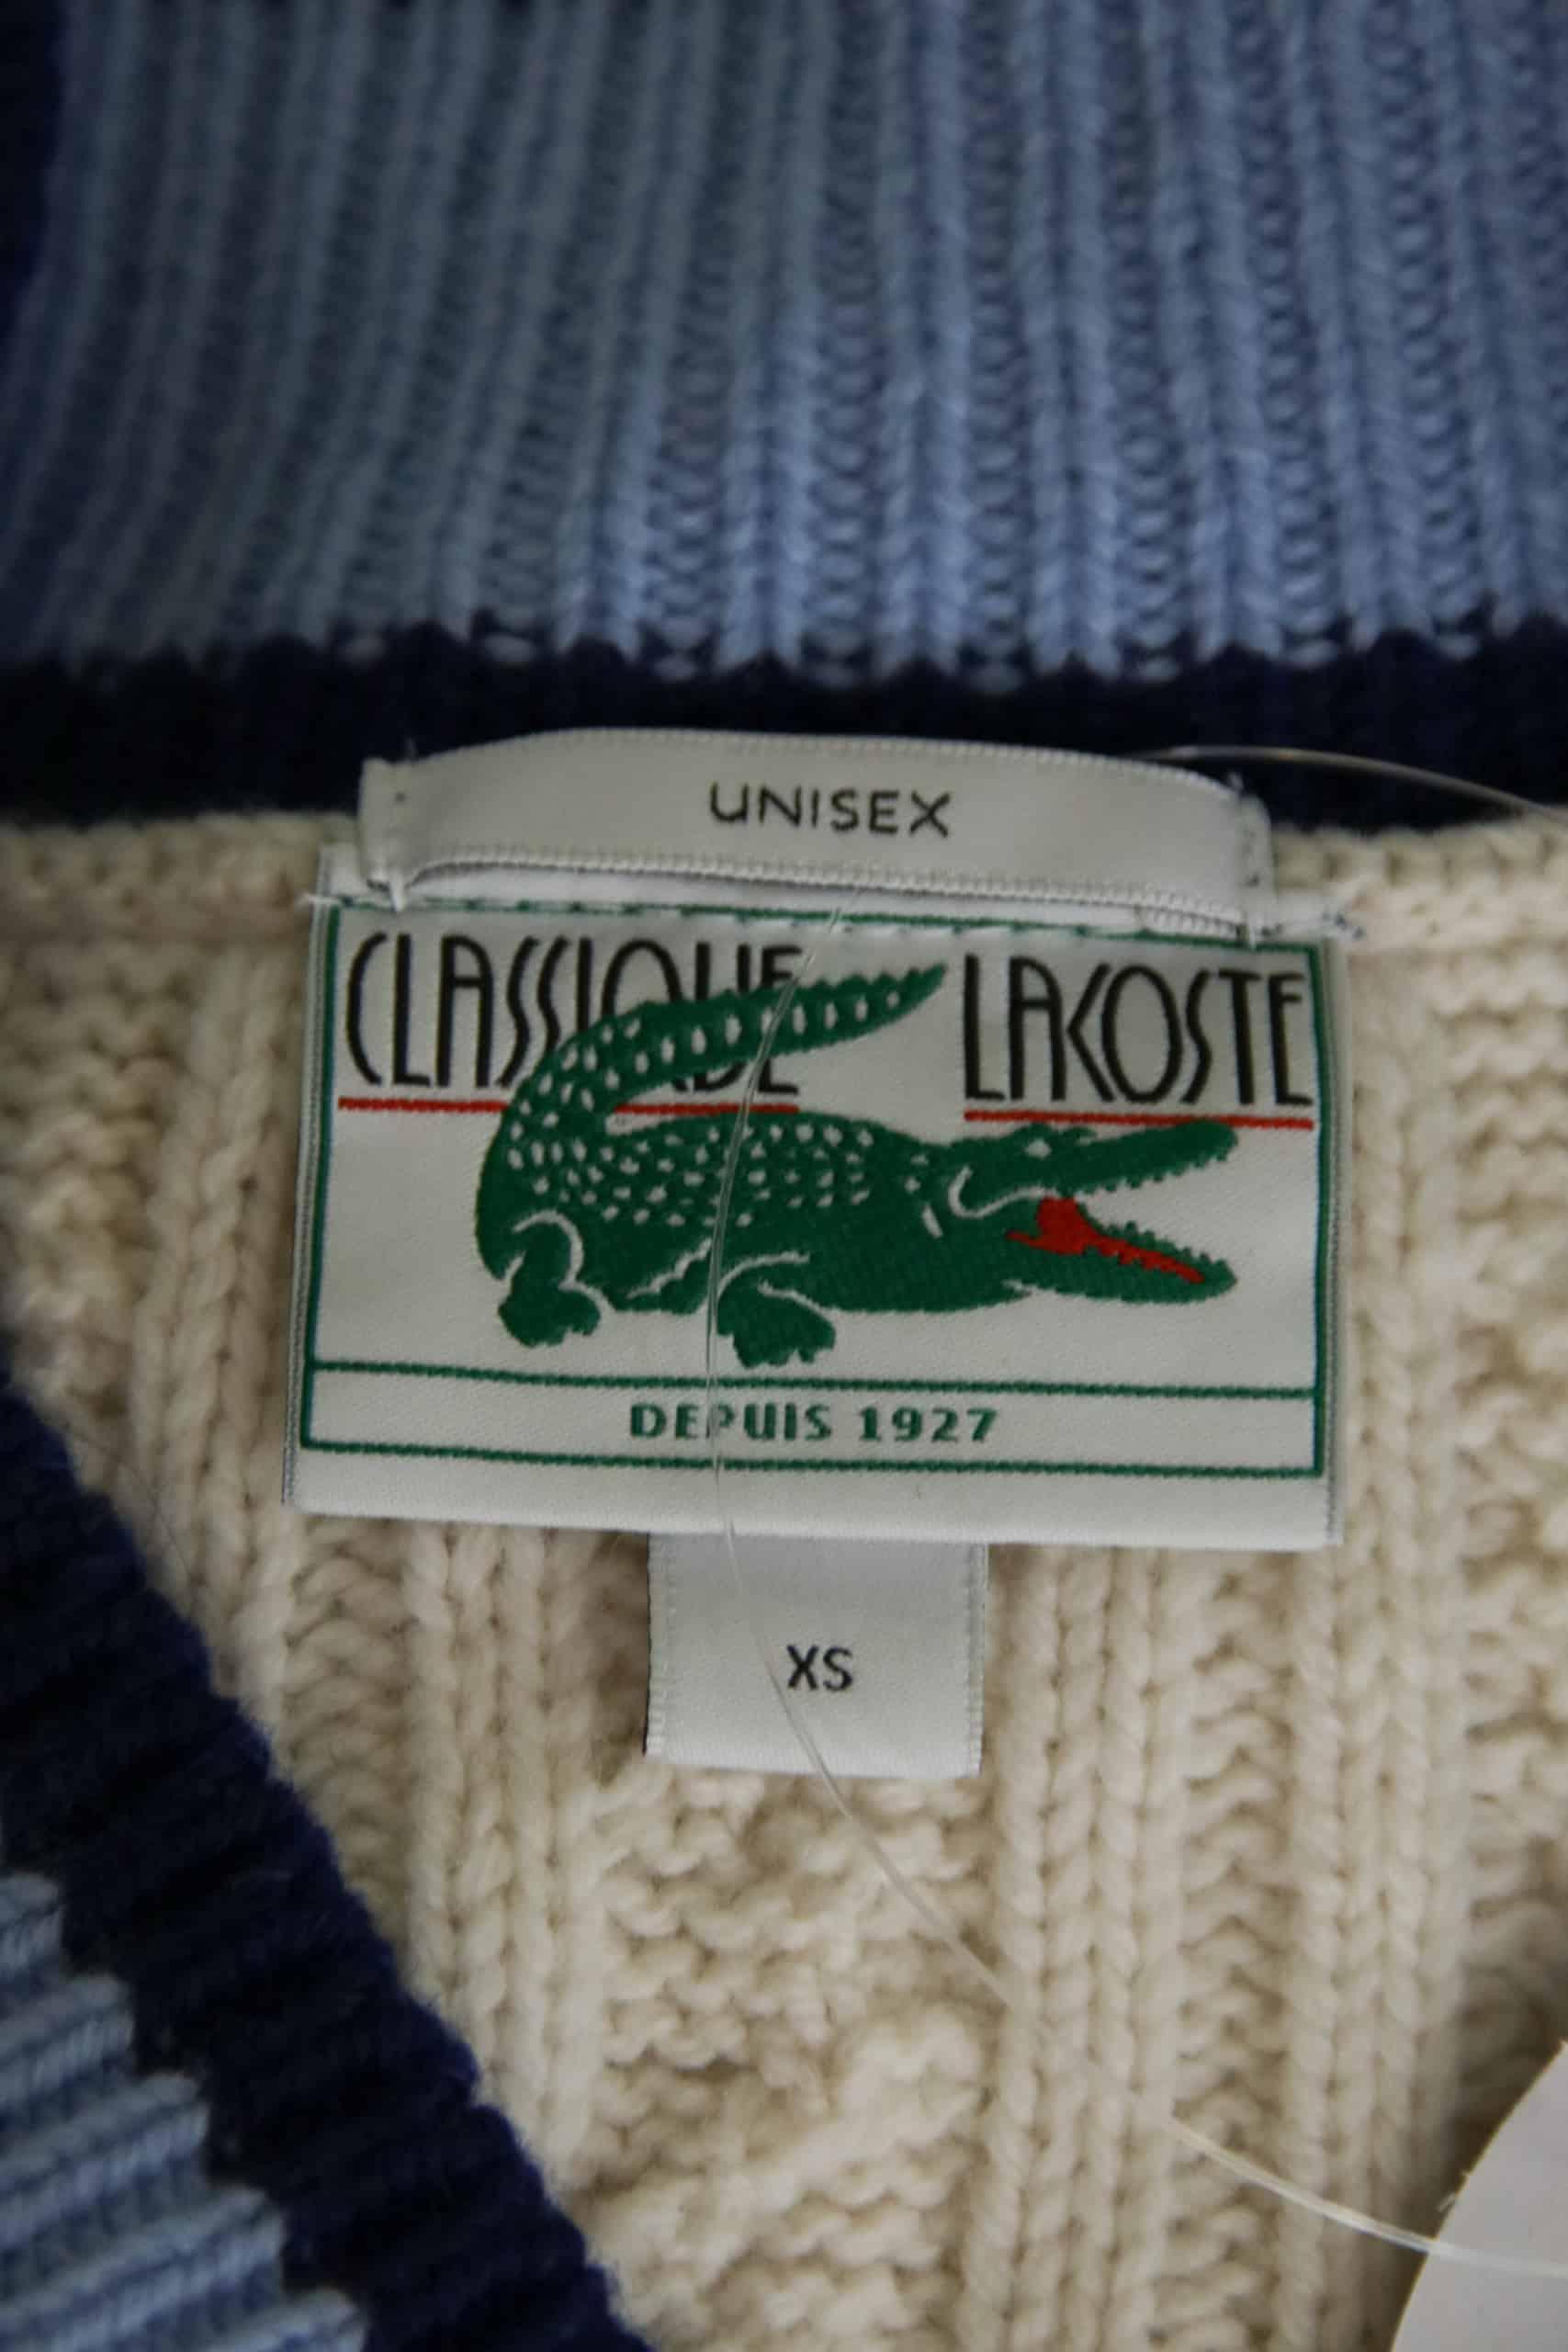 UNISEX
CLASSIQUE LACOSTE
DEPUIS 1927
XS